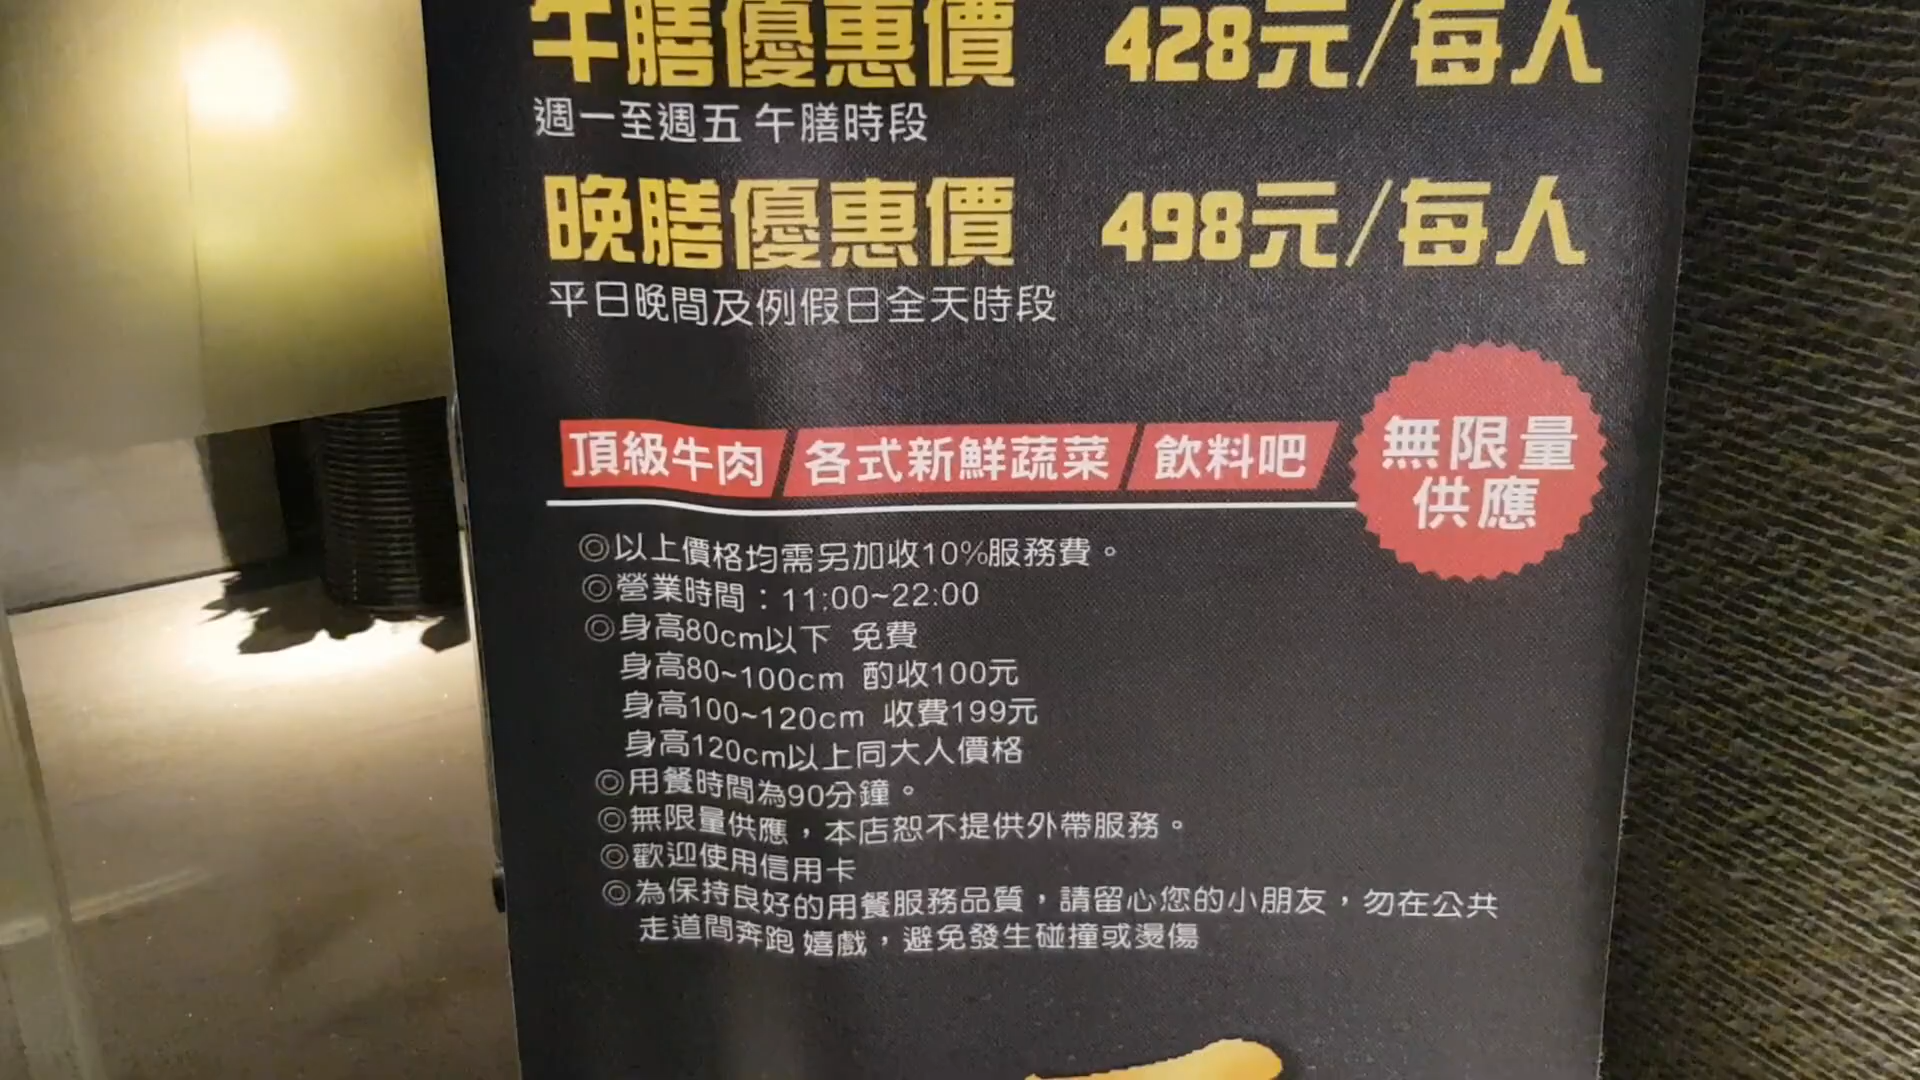 午膳優惠價 428元/每人
週一至週五 午膳時段
晚膳優惠價 498元/每人
平日晚間及例假日全天時段
頂級牛肉 各式新鮮蔬菜 飲料吧
無限量
供應
◎以上價格均需另加收10%服務費。
◎營業時間：11:00~22:00
◎身高80cm以下 免費
身高80~100cm 酌收100元
身高100~120cm 收費199元
身高120cm以上同大人價格
◎用餐時間為90分鐘。
◎無限量供應，本店恕不提供外帶服務。
◎歡迎使用信用卡
◎為保持良好的用餐服務品質，請留心您的小朋友，勿在公共
走道間奔跑 嬉戲，避免發生碰撞或燙傷